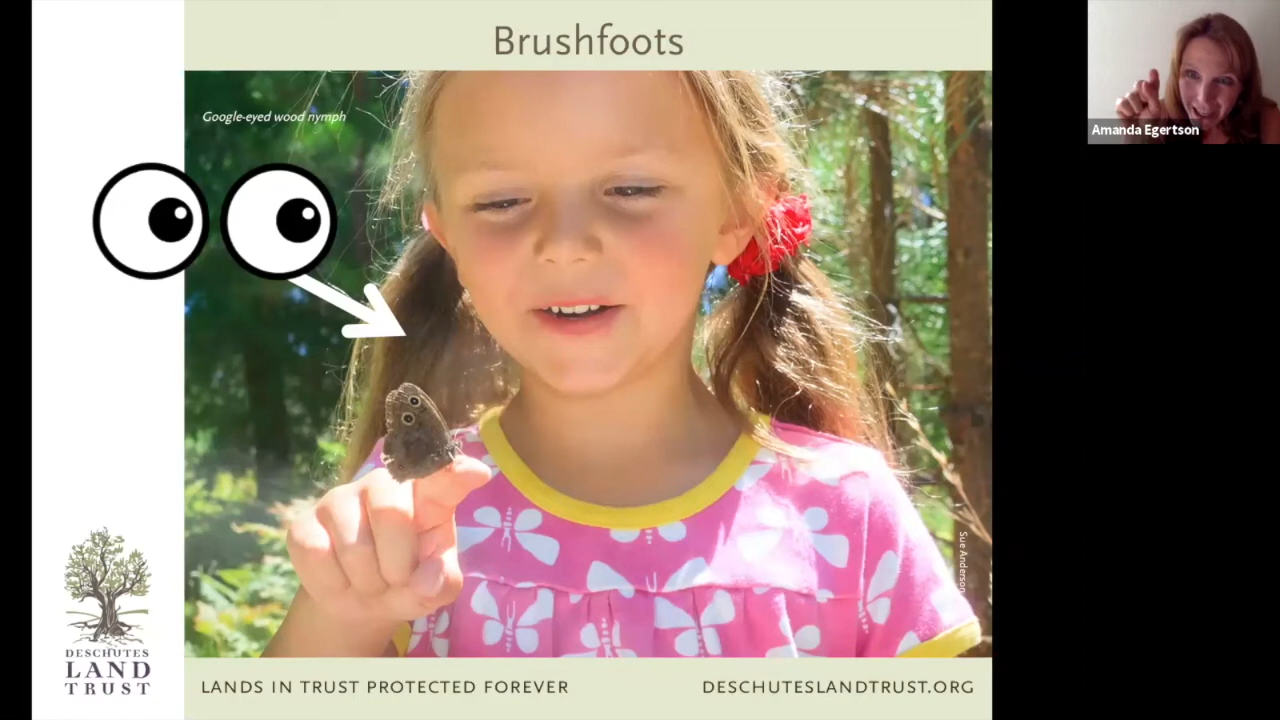 Brushfoots
Google-eyed wood nymph
Amanda Egertson
Sue Anderson
DESCHUTES
LAND
TRUST
LANDS IN TRUST PROTECTED FOREVER
DESCHUTESLANDTRUST.ORG